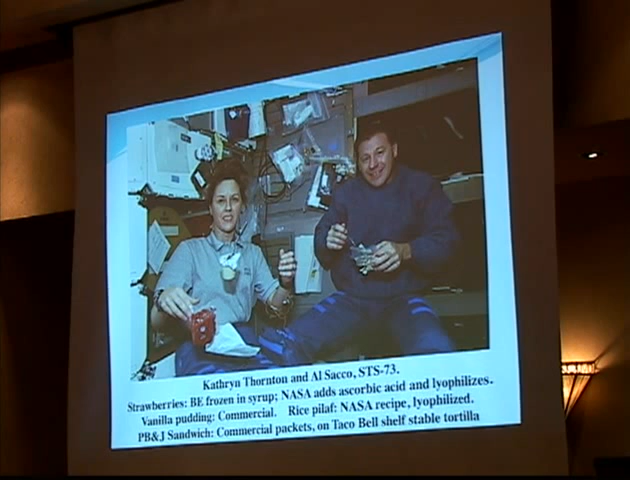 Kathryn Thornton and Al Sacco, STS-73.
Strawberries: BE frozen in syrup; NASA adds ascorbic acid and lyophilizes.
Vanilla pudding: Commercial. Rice pilaf: NASA recipe, lyophilized.
PB&J Sandwich: Commercial packets, on Taco Bell shelf stable tortilla